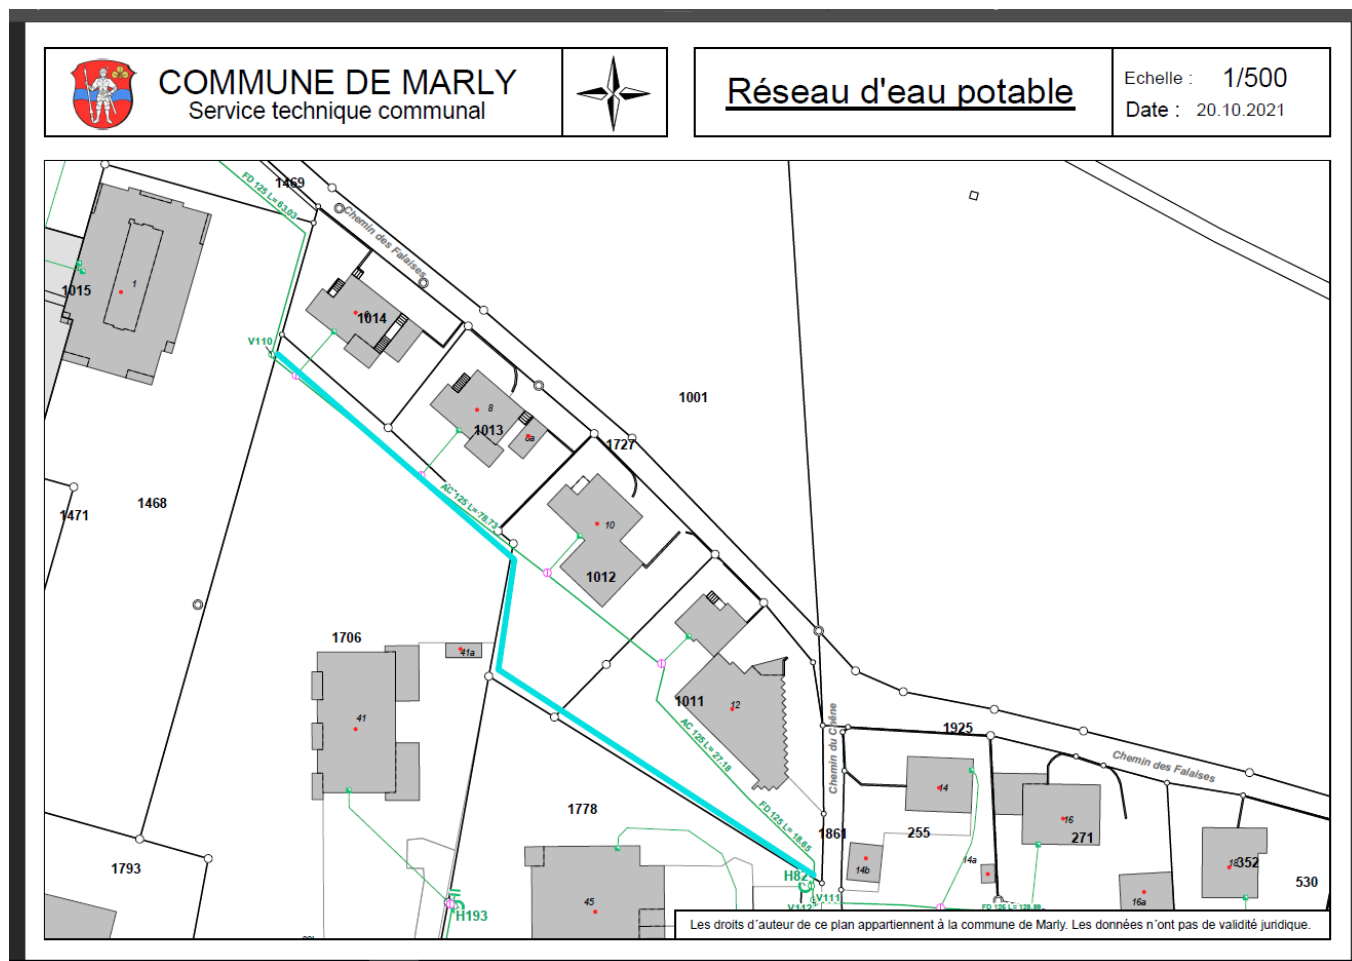 COMMUNE DE MARLY
Service technique communal
Réseau d'eau potable
Echelle : 1/500
Date : 20.10.2021
1469
FD 125 L= 63.03
Chemin des Falaises
1
1015
1014
V110
1001
8
1013
8a
1727
AC 125 L= 78.73
1468
1471
10
1012
1706
41a
41
1011
12
AC 125 L= 27.18
Chemin du Chêne
1925
Chemin des Falaises
14
16
271
1778
FD 125 L= 18.65
1861
255
14a
14b
352
1793
H82
V111
V112
16a
530
45
H193
Les droits d´auteur de ce plan appartiennent à la commune de Marly. Les données n´ont pas de validité juridique.